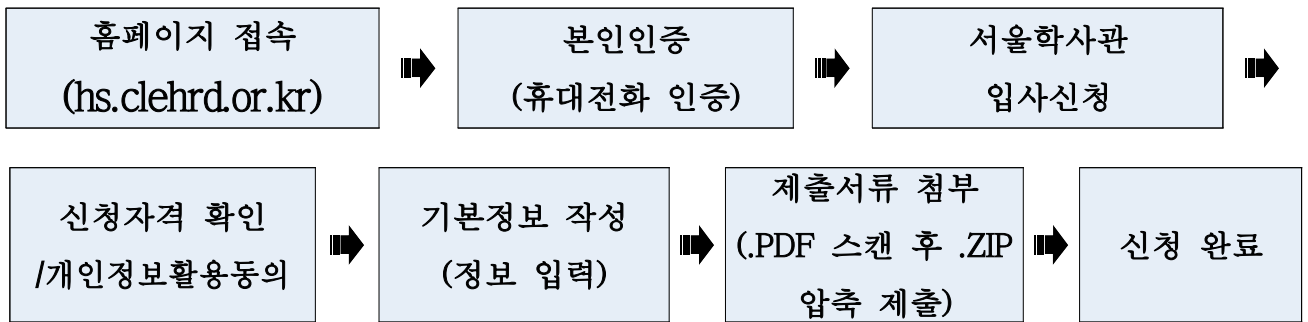 홈페이지 접속
(hs.clehrd.or.kr)
본인인증
(휴대전화 인증)
서울학사관
입사신청
신청자격 확인
/개인정보활용동의
기본정보 작성
(정보 입력)
제출서류 첨부
(.PDF 스캔 후 .ZIP
압축 제출)
신청 완료